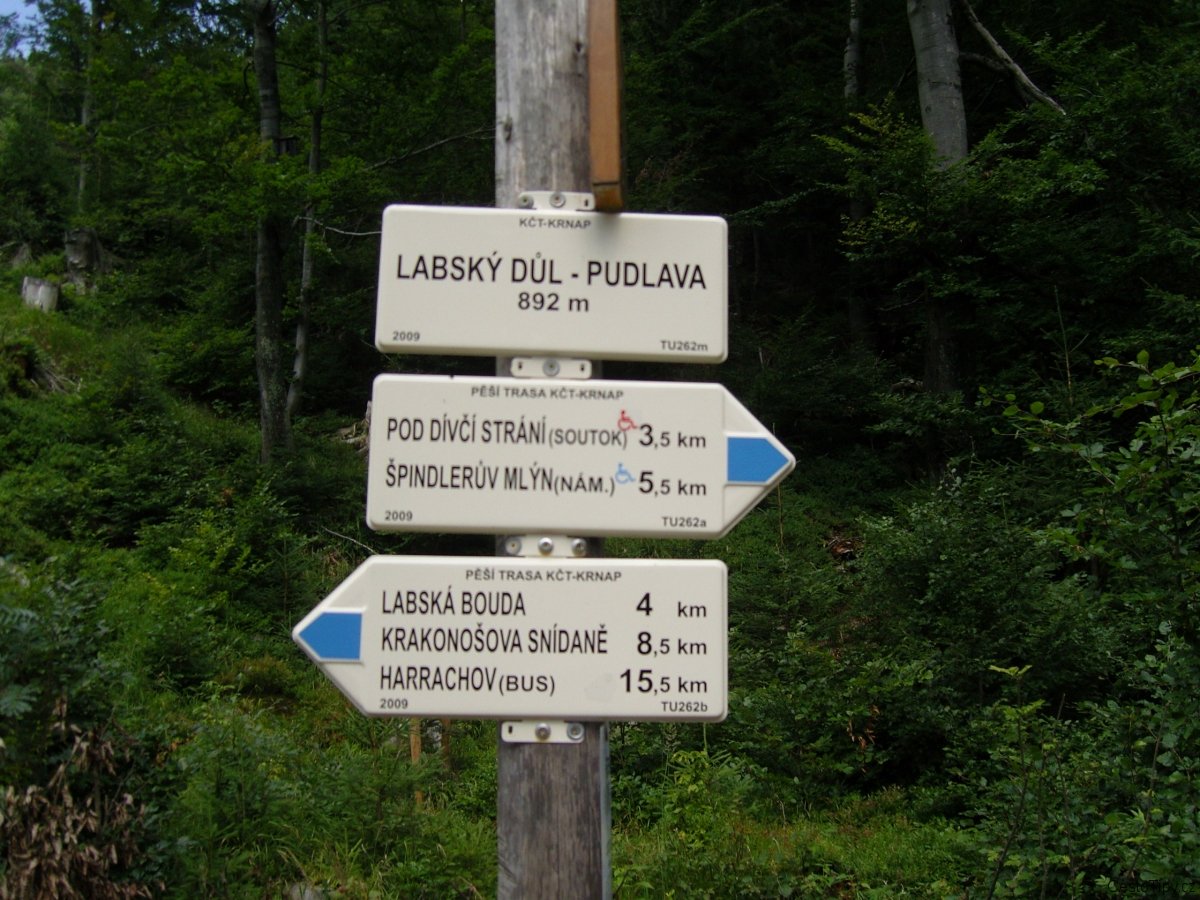 KČT-KRNAP
LABSKÝ DŮL - PUDLAVA
892 m
2009 TU262m
PĚŠÍ TRASA KČT-KRNAP
POD DÍVČÍ STRÁNÍ(SOUTOK) 3,5 km
ŠPINDLERŮV MLÝN(NÁM.) 5,5 km
2009 TU262a
PĚŠÍ TRASA KČT-KRNAP
LABSKÁ BOUDA 4 km
KRAKONOŠOVA SNÍDANĚ 8,5 km
HARRACHOV(BUS) 15,5 km
2009 TU262b